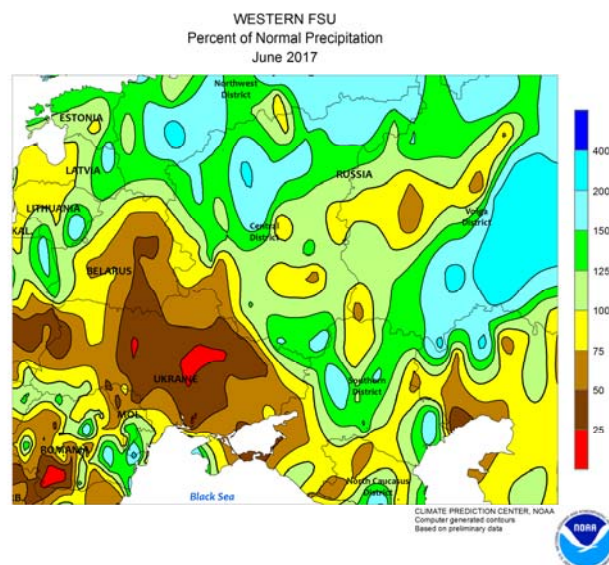 WESTERN FSU
Percent of Normal Precipitation
June 2017
Northwest
District
ESTONIA
LATVIA
RUSSIA
LITHUANIA
Volga
District
KAL.
Central
District
BELARUS
UKRAINE
Southern
District
MOL.
ROMANIA
North Caucasus
District
Black Sea
400
200
150
125
100
75
50
25
CLIMATE PREDICTION CENTER, NOAA
Computer generated contours
Based on preliminary data
NOAA